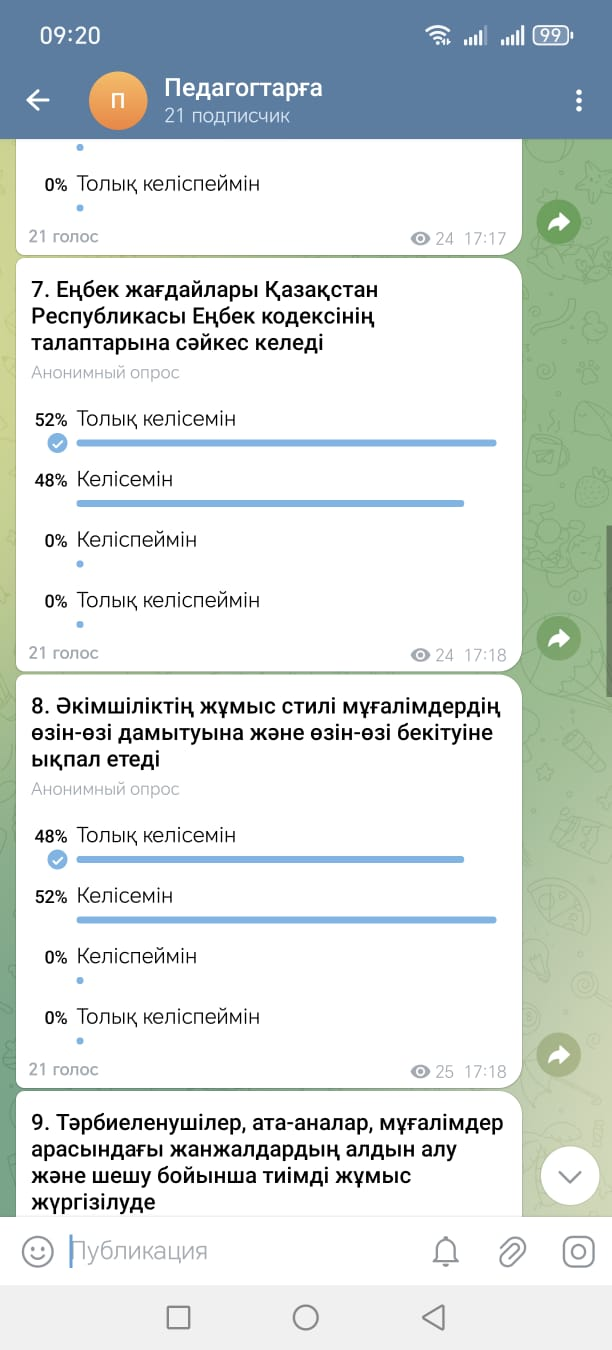 09:20
99
П
Педагогтарға
21 подписчик
0% Толық келіспеймін
21 голос
24 17:17
7. Еңбек жағдайлары Қазақстан
Республикасы Еңбек кодексінің
талаптарына сәйкес келеді
Анонимный опрос
52% Толық келісемін
48% Келісемін
0% Келіспеймін
0% Толық келіспеймін
21 голос
24 17:18
8. Әкімшіліктің жұмыс стилі мұғалімдердің
өзін-өзі дамытуына және өзін-өзі бекітуіне
ықпал етеді
Анонимный опрос
48% Толық келісемін
52% Келісемін
0% Келіспеймін
0% Толық келіспеймін
21 голос
25 17:18
9. Тәрбиеленушілер, ата-аналар, мұғалімдер
арасындағы жанжалдардың алдын алу
және шешу бойынша тиімді жұмыс
жүргізілуде
Публикация